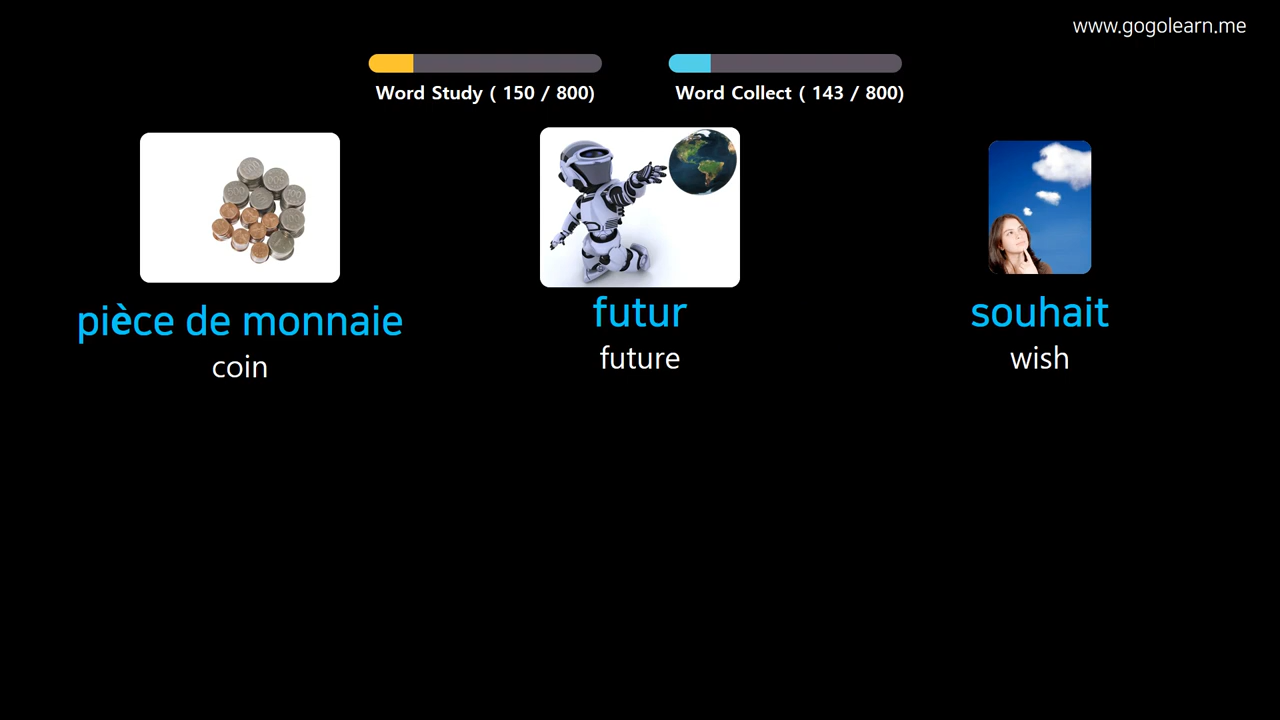 www.gogolearn.me
Word Study ( 150 / 800)
Word Collect ( 143 / 800)
pièce de monnaie
coin
futur
future
souhait
wish